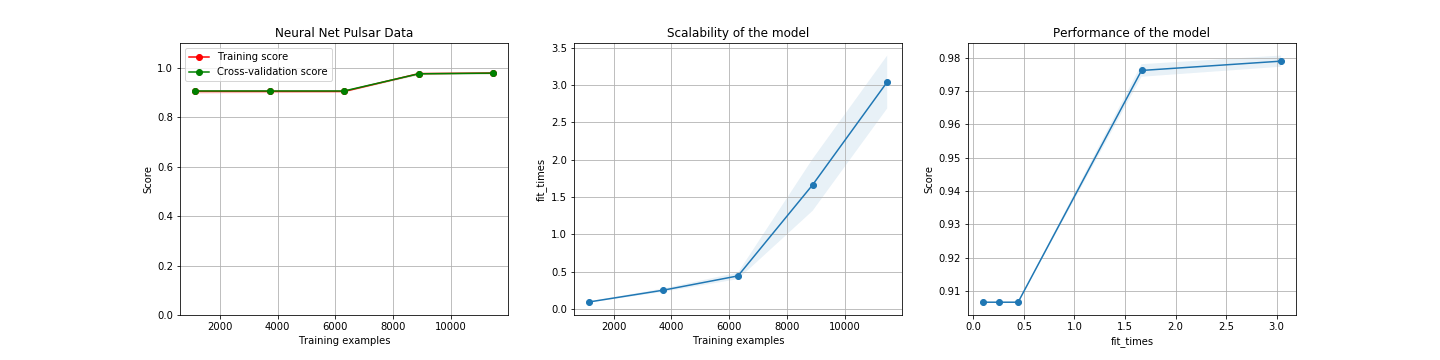 Neural Net Pulsar Data
Training score
Cross-validation score
1.0
0.8
0.6
0.4
0.2
0.0
Score
2000 4000 6000 8000 10000
Training examples
Scalability of the model
3.5
3.0
2.5
2.0
1.5
1.0
0.5
0.0
fit_times
2000 4000 6000 8000 10000
Training examples
Performance of the model
0.98
0.97
0.96
0.95
0.94
0.93
0.92
0.91
Score
0.0 0.5 1.0 1.5 2.0 2.5 3.0
fit_times